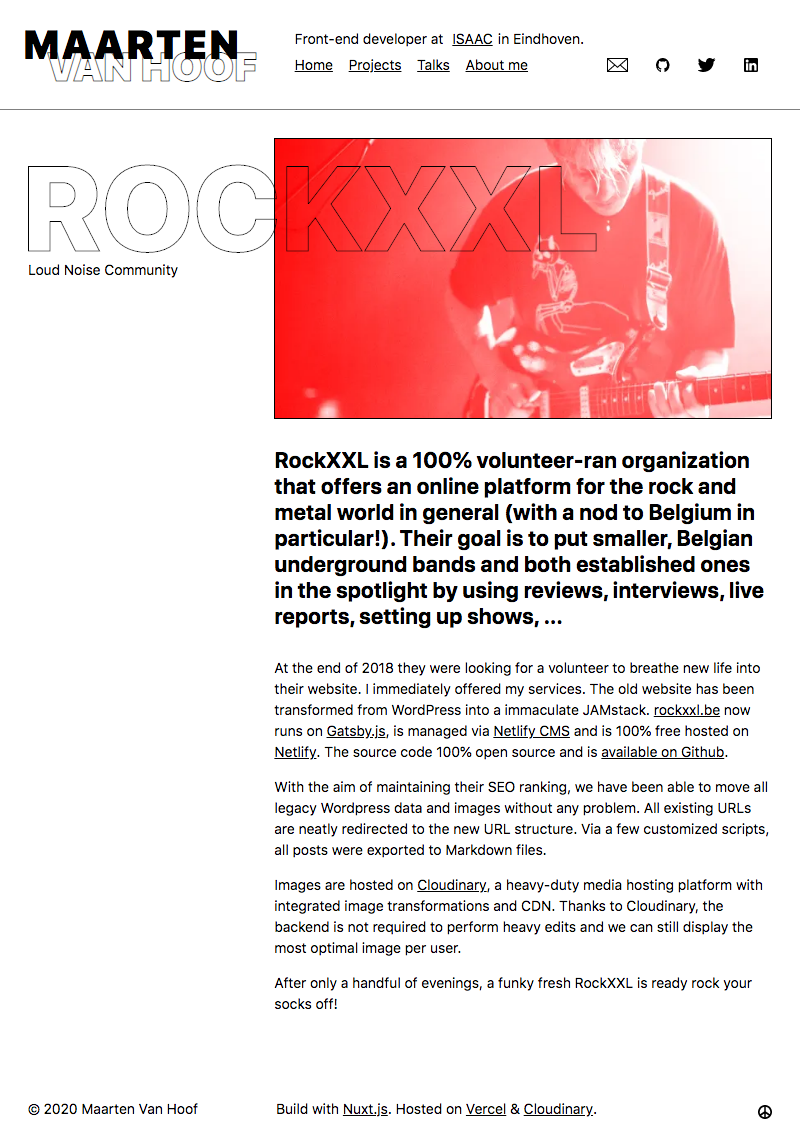 MAARTEN
VAN HOOF
Front-end developer at ISAAC in Eindhoven.
Home Projects Talks About me
ROCKXXL
Loud Noise Community
RockXXL is a 100% volunteer-ran organization
that offers an online platform for the rock and
metal world in general (with a nod to Belgium in
particular!). Their goal is to put smaller, Belgian
underground bands and both established ones
in the spotlight by using reviews, interviews, live
reports, setting up shows, ...
At the end of 2018 they were looking for a volunteer to breathe new life into
their website. I immediately offered my services. The old website has been
transformed from WordPress into a immaculate JAMstack. rockxxl.be now
runs on Gatsby.js, is managed via Netlify CMS and is 100% free hosted on
Netlify. The source code 100% open source and is available on Github.
With the aim of maintaining their SEO ranking, we have been able to move all
legacy Wordpress data and images without any problem. All existing URLs
are neatly redirected to the new URL structure. Via a few customized scripts,
all posts were exported to Markdown files.
Images are hosted on Cloudinary, a heavy-duty media hosting platform with
integrated image transformations and CDN. Thanks to Cloudinary, the
backend is not required to perform heavy edits and we can still display the
most optimal image per user.
After only a handful of evenings, a funky fresh RockXXL is ready rock your
socks off!
© 2020 Maarten Van Hoof
Build with Nuxt.js. Hosted on Vercel & Cloudinary.